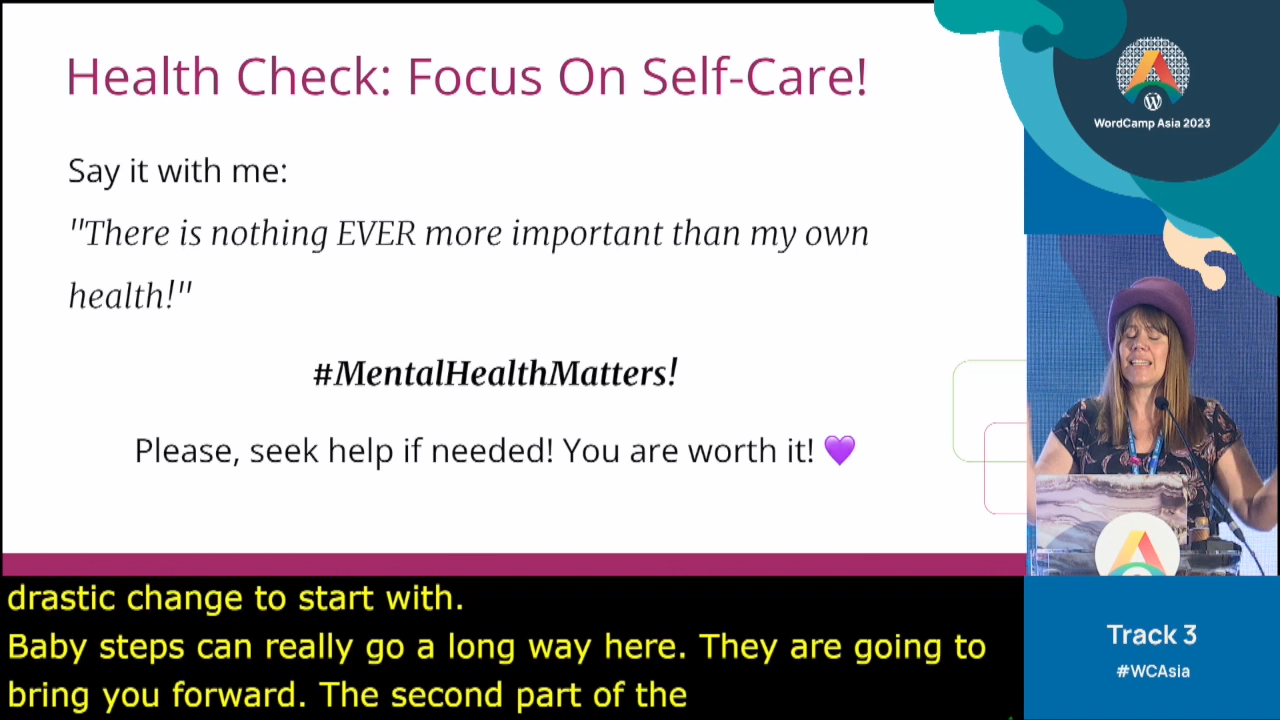 Health Check: Focus On Self-Care!
Say it with me:
"There is nothing EVER more important than my own
health!"
#MentalHealthMatters!
Please, seek help if needed! You are worth it! 💜
WordCamp Asia 2023
drastic change to start with.
Baby steps can really go a long way here. They are going to
bring you forward. The second part of the
Track 3
#WCAsia